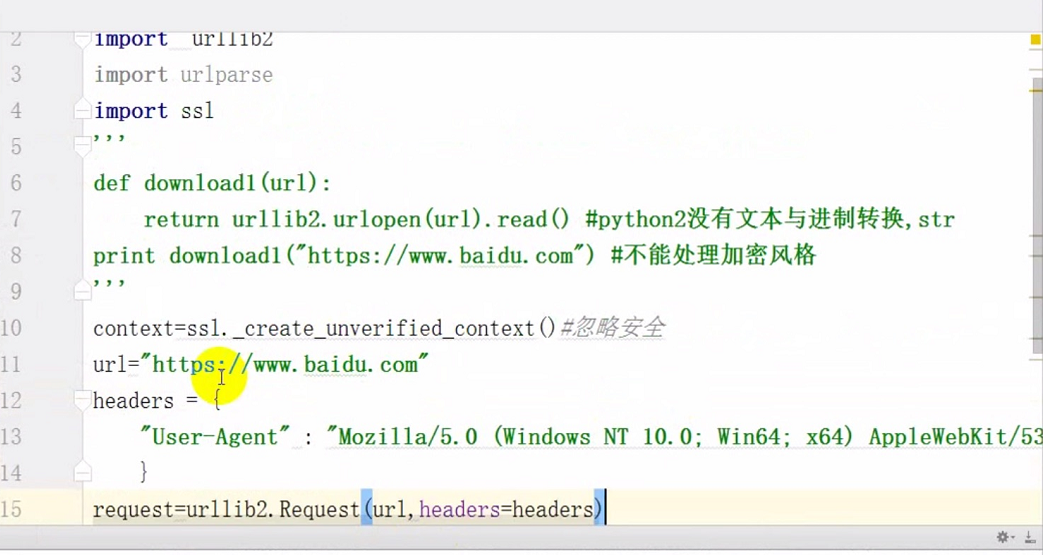 2 import  urllib2
3 import urlparse
4 import ssl
5 '''
6 def download1(url):
7     return urllib2.urlopen(url).read() #python2没有文本与进制转换,str
8 print download1("https://www.baidu.com") #不能处理加密风格
9 '''
10 context=ssl._create_unverified_context()#忽略安全
11 url="https://www.baidu.com"
12 headers = {
13     "User-Agent" : "Mozilla/5.0 (Windows NT 10.0; Win64; x64) AppleWebKit/53
14     }
15 request=urllib2.Request(url,headers=headers)